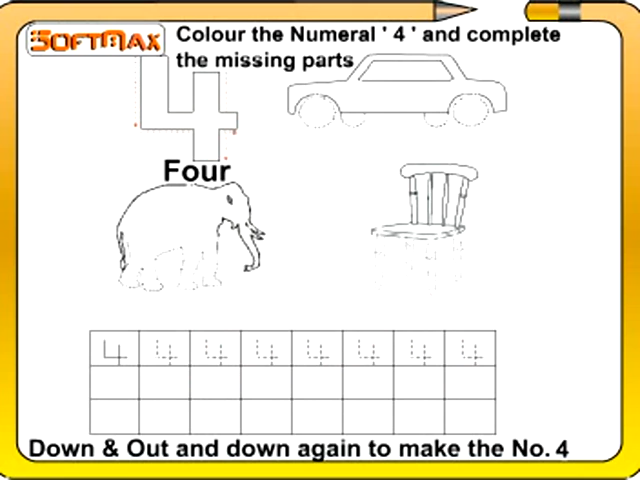 SOFTMAX
Colour the Numeral ' 4 ' and complete
the missing parts
4
Four
4 4 4 4 4 4 4 4
Down & Out and down again to make the No. 4